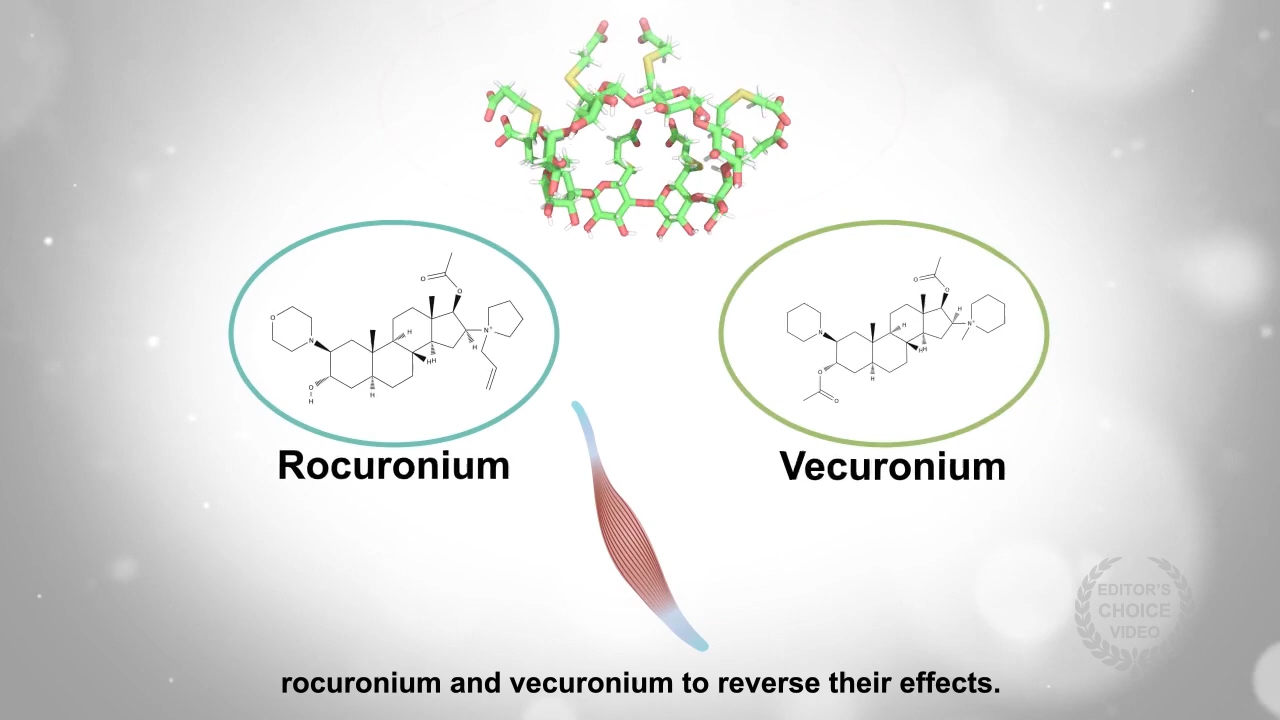 O
N
O
H
H
H
H
H
O
O
N+
Rocuronium
N
O
O
H
H
H
H
O
O
N+
Vecuronium
EDITOR'S
CHOICE
VIDEO
rocuronium and vecuronium to reverse their effects.